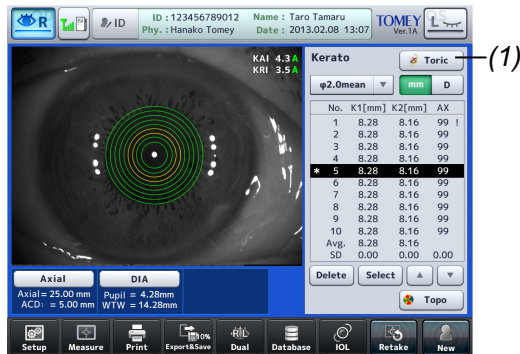 R
ID
ID : 123456789012 Name : Taro Tamaru
Phy. : Hanako Tomey Date : 2013.02.08 13:07
TOMEY
Ver.1A
L
KAI 4.3 A
KRI 3.5 A
Kerato
Toric
(1)
φ2.0mean ▼ mm D
No. K1[mm] K2[mm] AX
1 8.28 8.16 99 !
2 8.28 8.16 99
3 8.28 8.16 99
4 8.28 8.16 99
* 5 8.28 8.16 99
6 8.28 8.16 99
7 8.28 8.16 99
8 8.28 8.16 99
9 8.28 8.16 99
10 8.28 8.16 99
Avg. 8.28 8.16
SD 0.00 0.00 0.00
Delete Select ▲ ▼
Topo
Axial DIA
Axial= 25.00 mm Pupil = 4.28mm
ACD: = 5.00 mm WTW = 14.28mm
10%
Setup Measure Print Export&Save Dual Database IOL Retake New